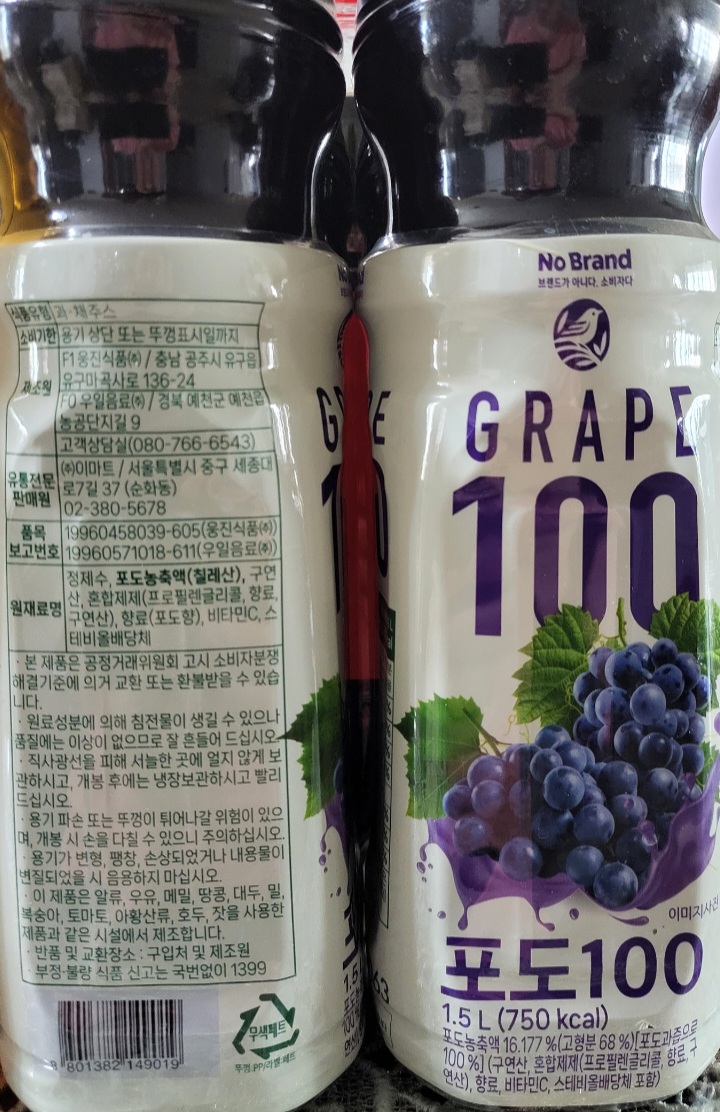 식품유형 과·채주스
소비기한 용기 상단 또는 뚜껑표시일까지
제조원 F1 웅진식품㈜ / 충남 공주시 유구읍
유구마곡사로 136-24
F0 우일음료㈜ / 경북 예천군 예천읍
농공단지길 9
고객상담실(080-766-6543)
유통전문 ㈜이마트 / 서울특별시 중구 세종대
판매원 로7길 37 (순화동)
02-380-5678
품목 19960458039-605(웅진식품㈜)
보고번호 19960571018-611(우일음료㈜)
정제수, 포도농축액(칠레산), 구연
원재료명 산, 혼합제제(프로필렌글리콜, 향료,
구연산), 향료(포도향), 비타민C, 스
테비올배당체
· 본 제품은 공정거래위원회 고시 소비자분쟁
해결기준에 의거 교환 또는 환불받을 수 있습
니다.
· 원료성분에 의해 침전물이 생길 수 있으나
품질에는 이상이 없으므로 잘 흔들어 드십시오.
· 직사광선을 피해 서늘한 곳에 얼지 않게 보
관하시고, 개봉 후에는 냉장보관하시고 빨리
드십시오.
· 용기 파손 또는 뚜껑이 튀어나갈 위험이 있으
며, 개봉 시 손을 다칠 수 있으니 주의하십시오.
· 용기가 변형, 팽창, 손상되었거나 내용물이
변질되었을 시 음용하지 마십시오.
· 이 제품은 알류, 우유, 메밀, 땅콩, 대두, 밀,
복숭아, 토마토, 아황산류, 호두, 잣을 사용한
제품과 같은 시설에서 제조합니다.
· 반품 및 교환장소 : 구입처 및 제조원
· 부정·불량 식품 신고는 국번없이 1399
8 801382 149019
무색페트
뚜껑:PP/라벨:페트
No Brand
브랜드가 아니다. 소비자다
GRAPE
100
이미지사진
포도100
1.5 L (750 kcal)
포도농축액 16.177 %(고형분 68 %)[포도과즙으로
100 %] (구연산, 혼합제제(프로필렌글리콜, 향료, 구
연산), 향료, 비타민C, 스테비올배당체 포함)